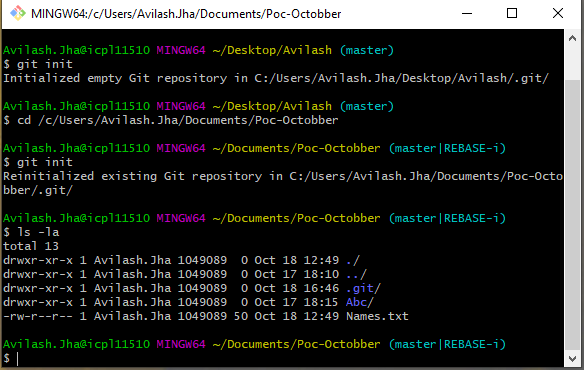 MINGW64:/c/Users/Avilash.Jha/Documents/Poc-Octobber
Avilash.Jha@icpl11510 MINGW64 ~/Desktop/Avilash (master)
$ git init
Initialized empty Git repository in C:/Users/Avilash.Jha/Desktop/Avilash/.git/
Avilash.Jha@icpl11510 MINGW64 ~/Desktop/Avilash (master)
$ cd /c/Users/Avilash.Jha/Documents/Poc-Octobber
Avilash.Jha@icpl11510 MINGW64 ~/Documents/Poc-Octobber (master|REBASE-i)
$ git init
Reinitialized existing Git repository in C:/Users/Avilash.Jha/Documents/Poc-Octo
bber/.git/
Avilash.Jha@icpl11510 MINGW64 ~/Documents/Poc-Octobber (master|REBASE-i)
$ ls -la
total 13
drwxr-xr-x 1 Avilash.Jha 1049089  0 Oct 18 12:49 ./
drwxr-xr-x 1 Avilash.Jha 1049089  0 Oct 17 18:10 ../
drwxr-xr-x 1 Avilash.Jha 1049089  0 Oct 18 16:46 .git/
drwxr-xr-x 1 Avilash.Jha 1049089  0 Oct 17 18:15 Abc/
-rw-r--r-- 1 Avilash.Jha 1049089 50 Oct 18 12:49 Names.txt
Avilash.Jha@icpl11510 MINGW64 ~/Documents/Poc-Octobber (master|REBASE-i)
$